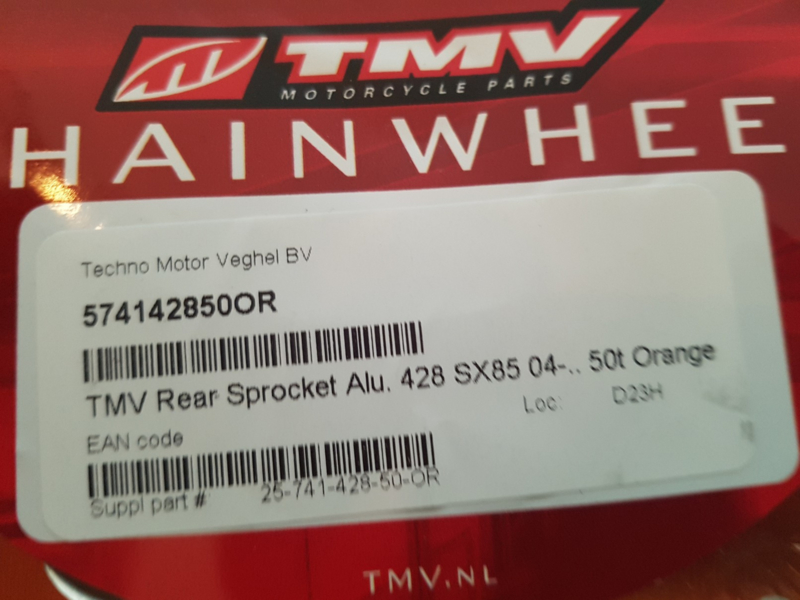 TMV
MOTORCYCLE PARTS
HAINWHEE
Techno Motor Veghel BV
574142850OR
TMV Rear Sprocket Alu. 428 SX85 04-.. 50t Orange
Loc: D23H
EAN code
Suppl part # 25-741-428-50-OR
TMV.NL